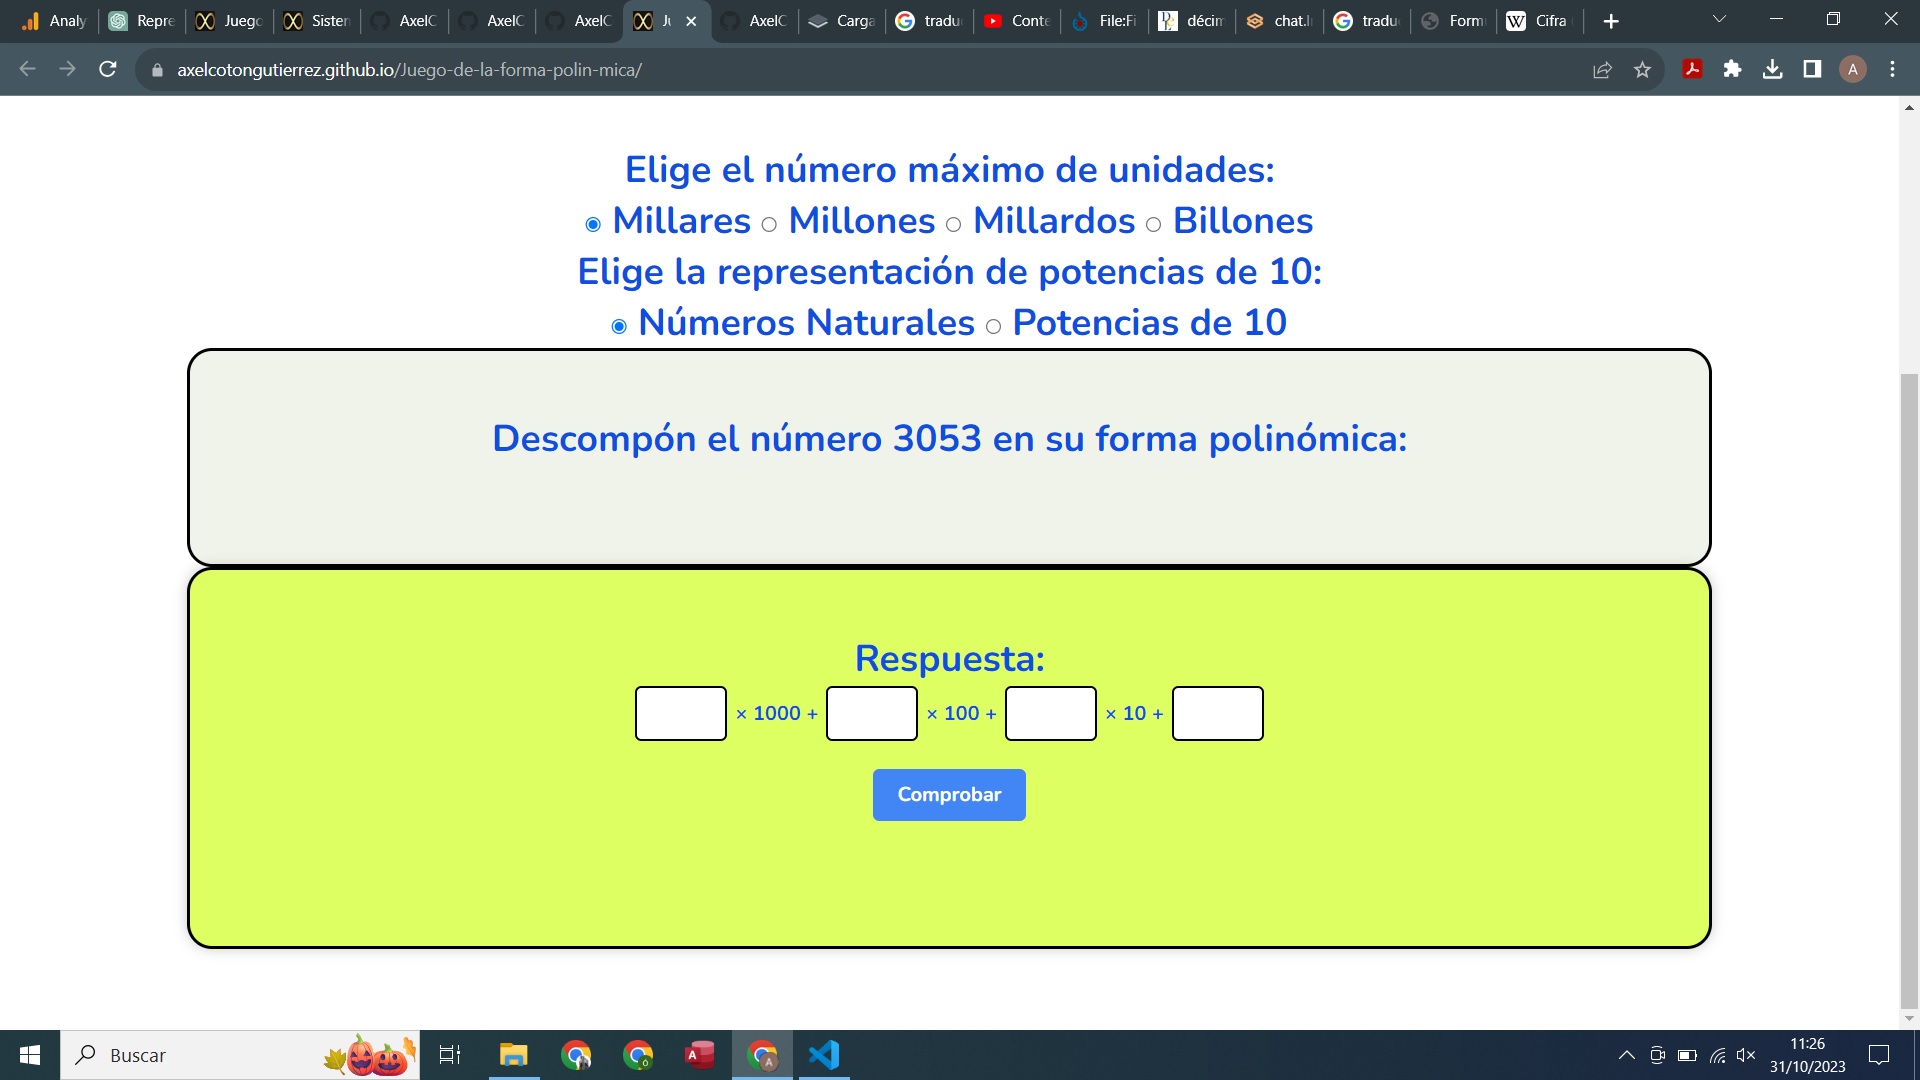 Analy
Repre
Juego
Sisten
AxelC
AxelC
AxelC
Ju
AxelC
Carga
tradu
Conte
File:Fi
décim
chat.l
tradu
Form
Cifra
axelcotongutierrez.github.io/Juego-de-la-forma-polin-mica/
A
Elige el número máximo de unidades:
Millares Millones Millardos Billones
Elige la representación de potencias de 10:
Números Naturales Potencias de 10
Descompón el número 3053 en su forma polinómica:
Respuesta:
× 1000 + × 100 + × 10 +
Comprobar
Buscar
11:26
31/10/2023